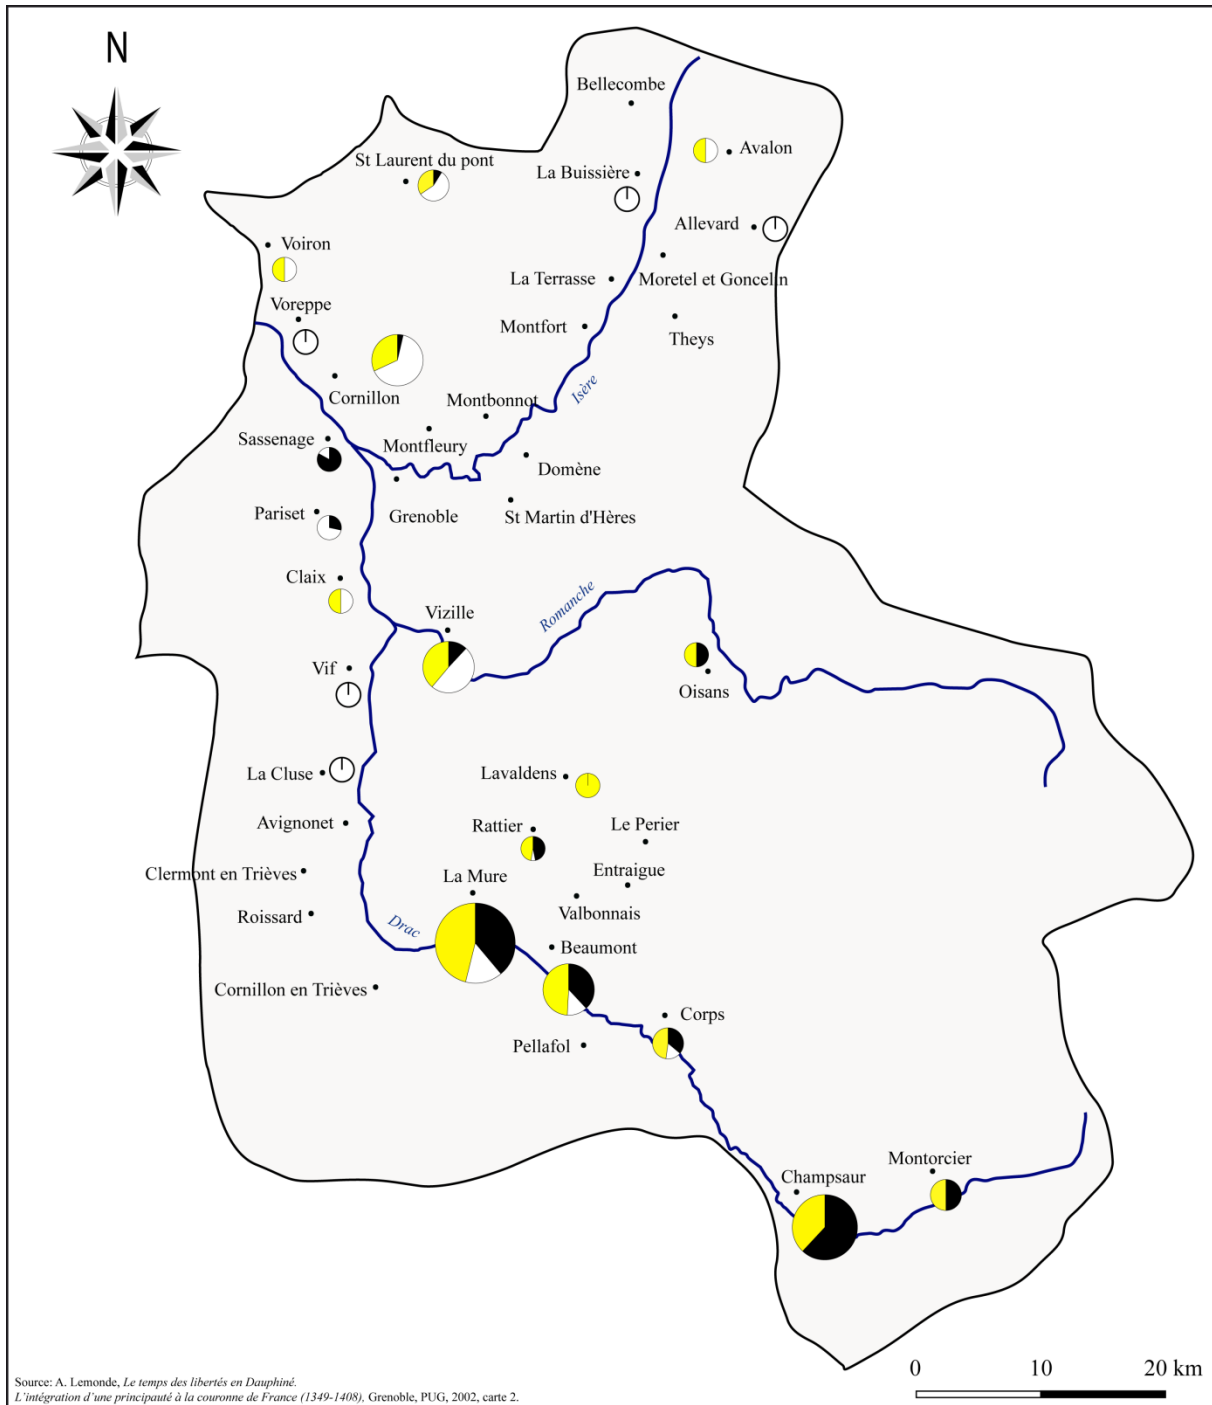 N
Bellecombe
Avalon
St Laurent du pont
La Buissière
Allevard
Voiron
Moretel et Goncelin
La Terrasse
Voreppe
Montfort
Theys
Isère
Cornillon
Montbonnot
Sassenage
Montfleury
Domène
Pariset
Grenoble
St Martin d'Hères
Claix
Romanche
Vizille
Vif
Oisans
La Cluse
Lavaldens
Avignonet
Rattier
Le Perier
Clermont en Trièves
La Mure
Entraigue
Roissard
Drac
Valbonnais
Beaumont
Cornillon en Trièves
Corps
Pellafol
Champsaur
Montorcier
0 10 20 km
Source: A. Lemonde, Le temps des libertés en Dauphiné.
L'intégration d'une principauté à la couronne de France (1349-1408), Grenoble, PUG, 2002, carte 2.